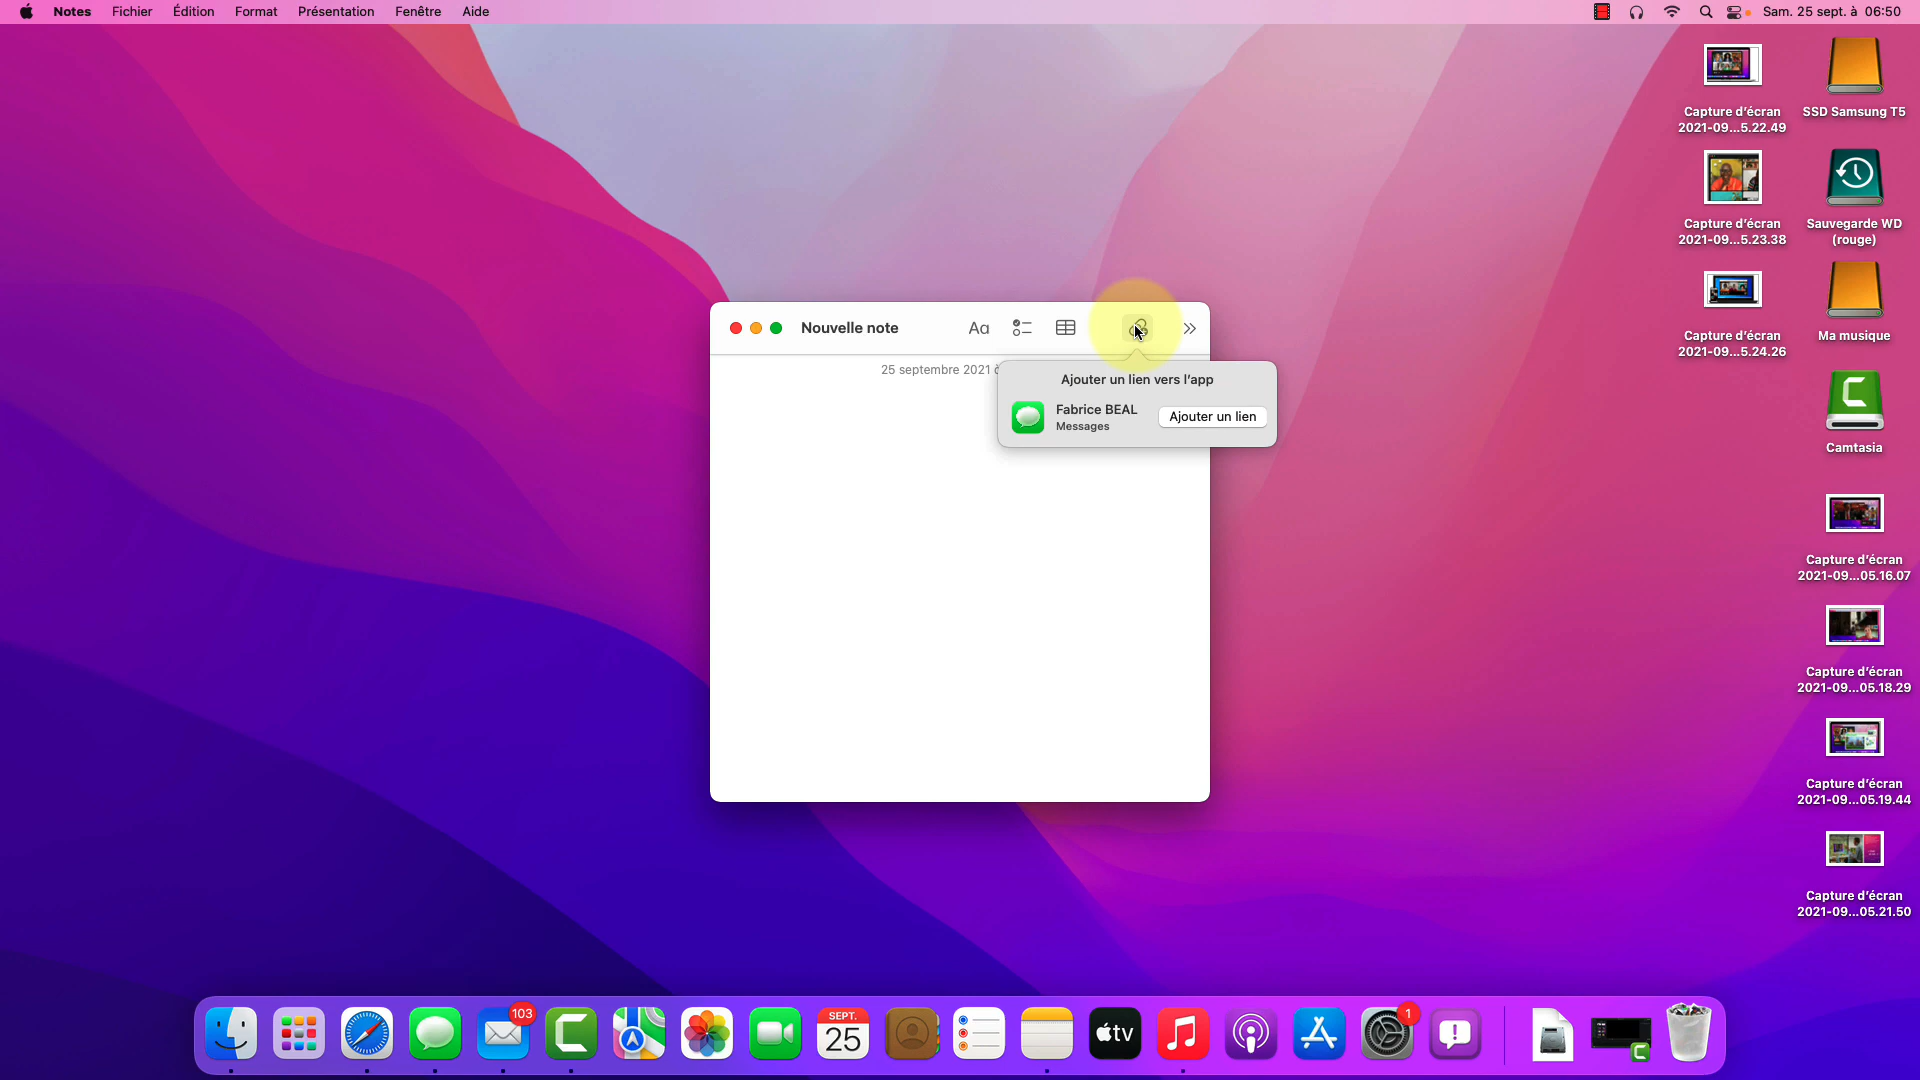 Notes Fichier Édition Format Présentation Fenêtre Aide
Sam. 25 sept. à 06:50
Capture d'écran
2021-09...5.22.49
SSD Samsung T5
Capture d'écran
2021-09...5.23.38
Sauvegarde WD
(rouge)
Capture d'écran
2021-09...5.24.26
Ma musique
Camtasia
Capture d'écran
2021-09...05.16.07
Capture d'écran
2021-09...05.18.29
Capture d'écran
2021-09...05.19.44
Capture d'écran
2021-09...05.21.50
Nouvelle note
Aa
25 septembre 2021 à
Ajouter un lien vers l'app
Fabrice BEAL
Messages
Ajouter un lien
103
SEPT.
25
tv
1